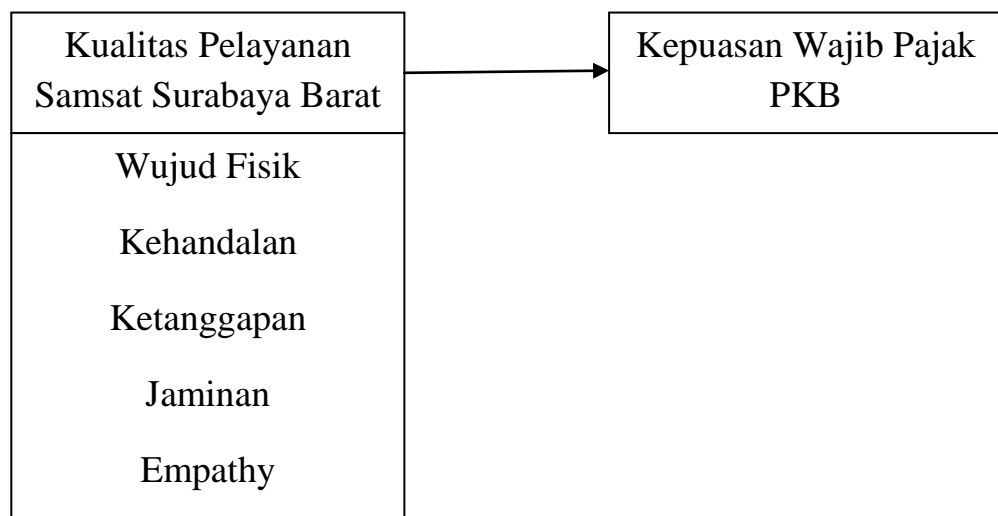 Kualitas Pelayanan
Samsat Surabaya Barat
Wujud Fisik
Kehandalan
Ketanggapan
Jaminan
Empathy
Kepuasan Wajib Pajak
PKB